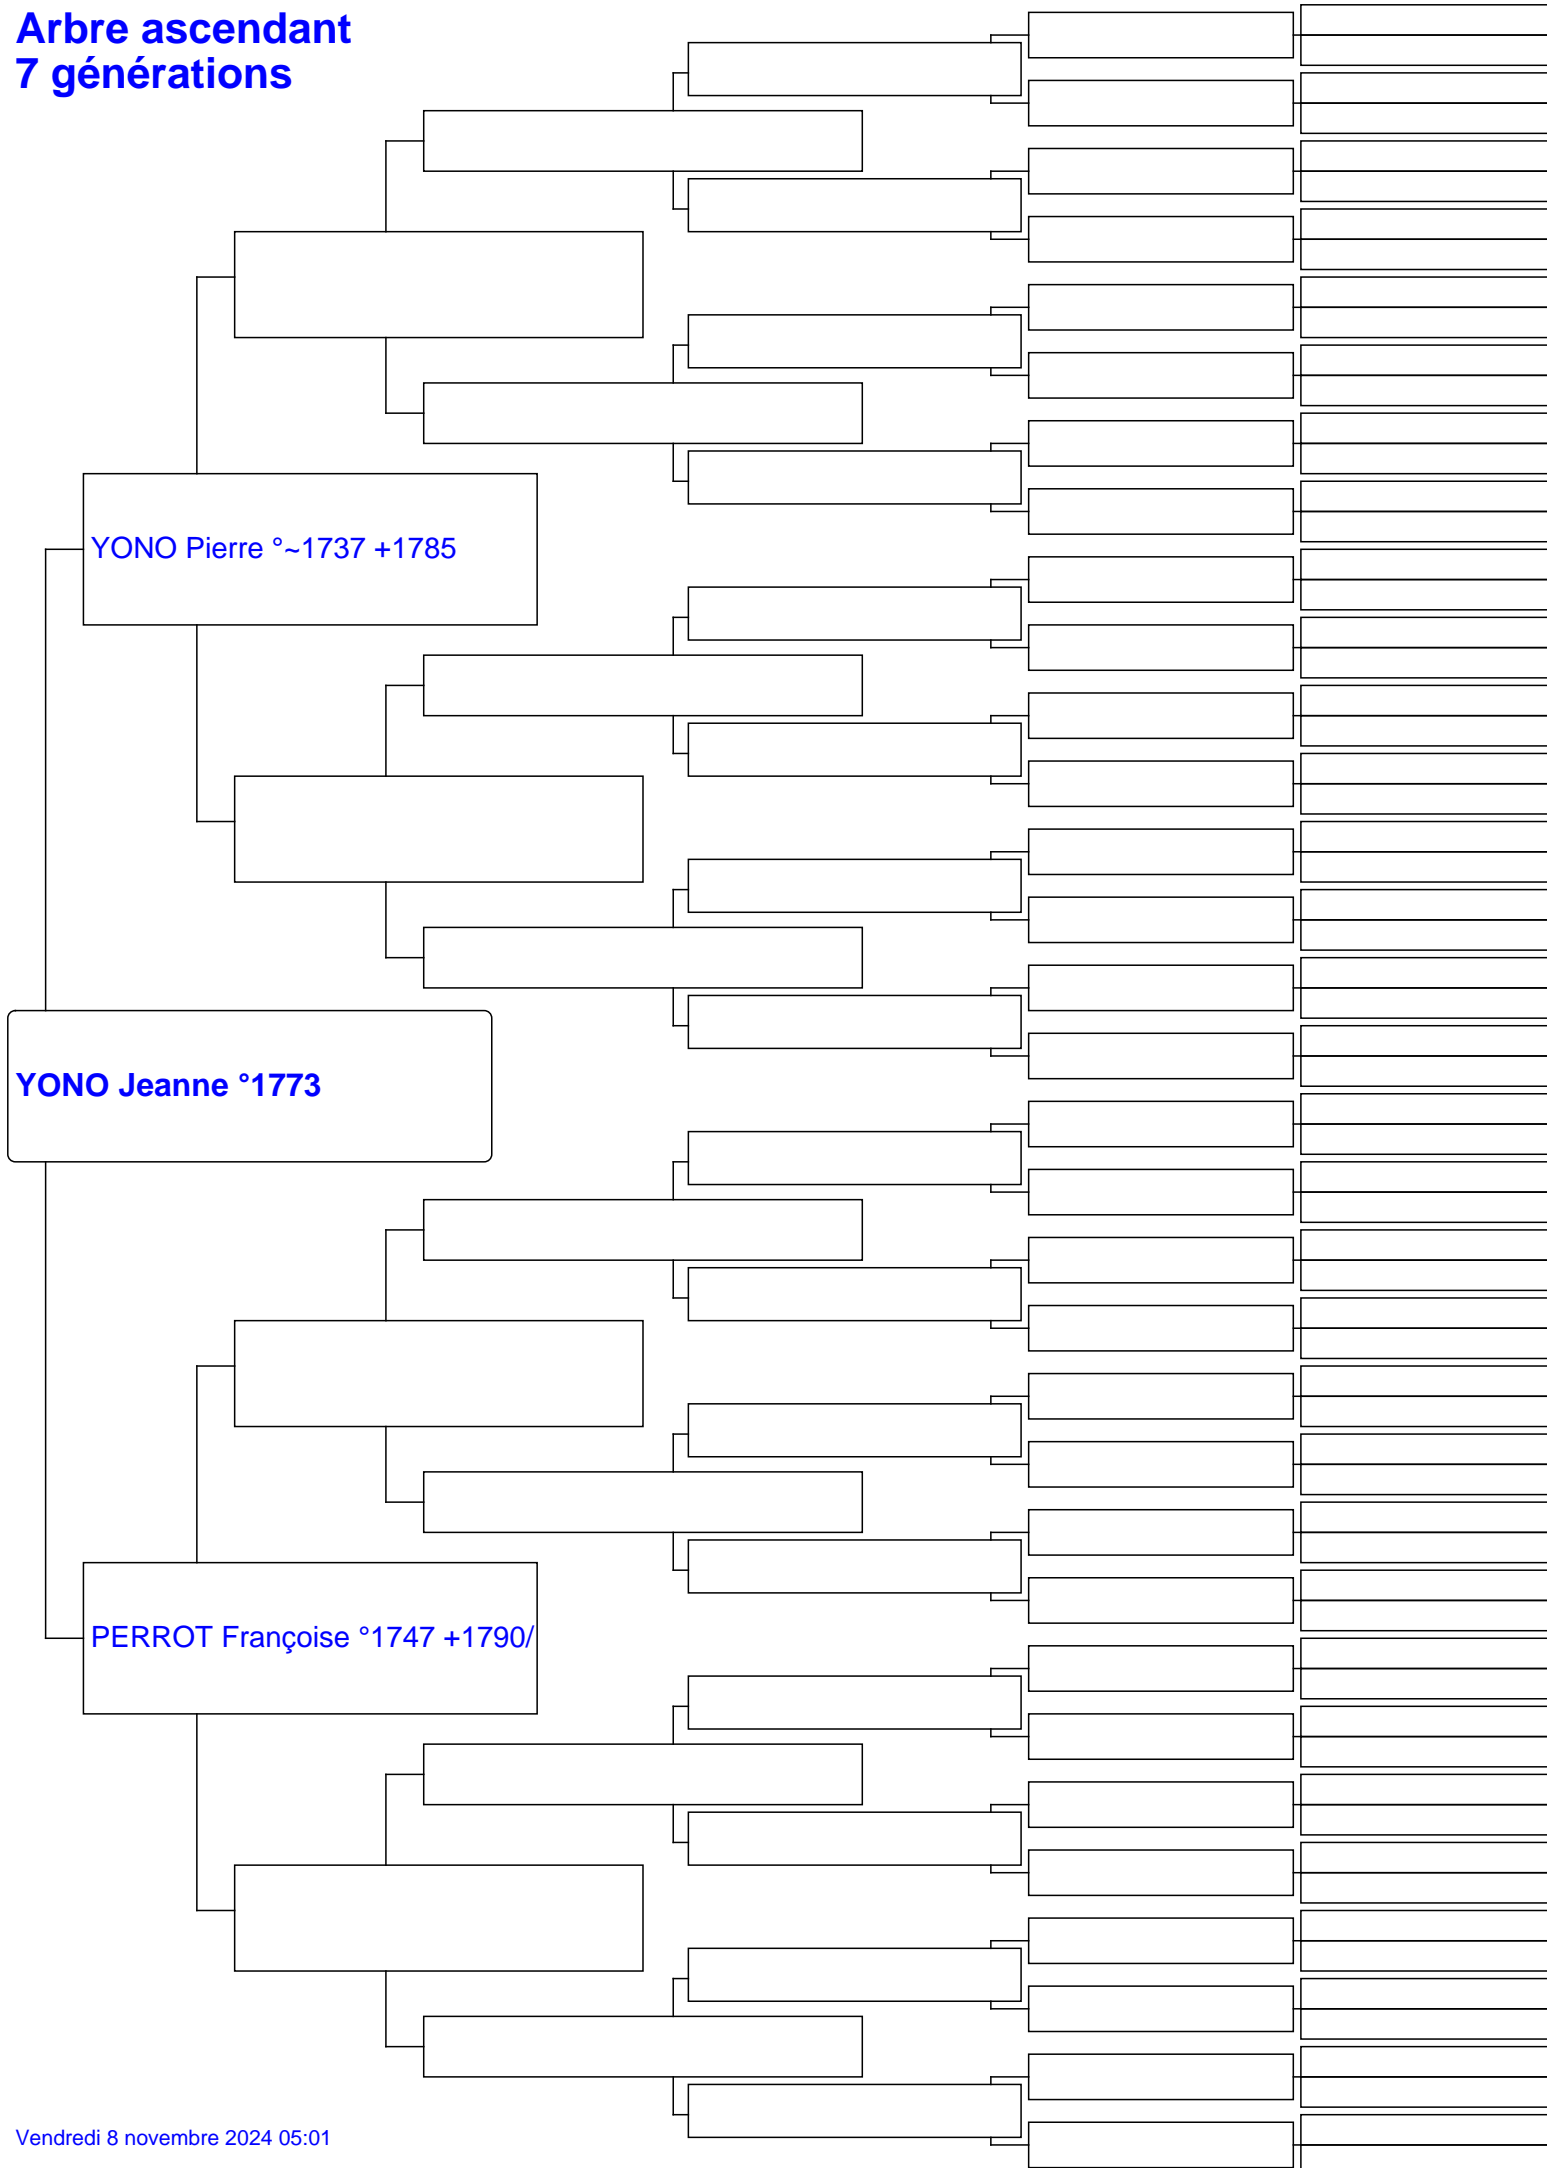 Arbre ascendant
7 générations
YONO Pierre °~1737 +1785
YONO Jeanne °1773
PERROT Françoise °1747 +1790/
Vendredi 8 novembre 2024 05:01